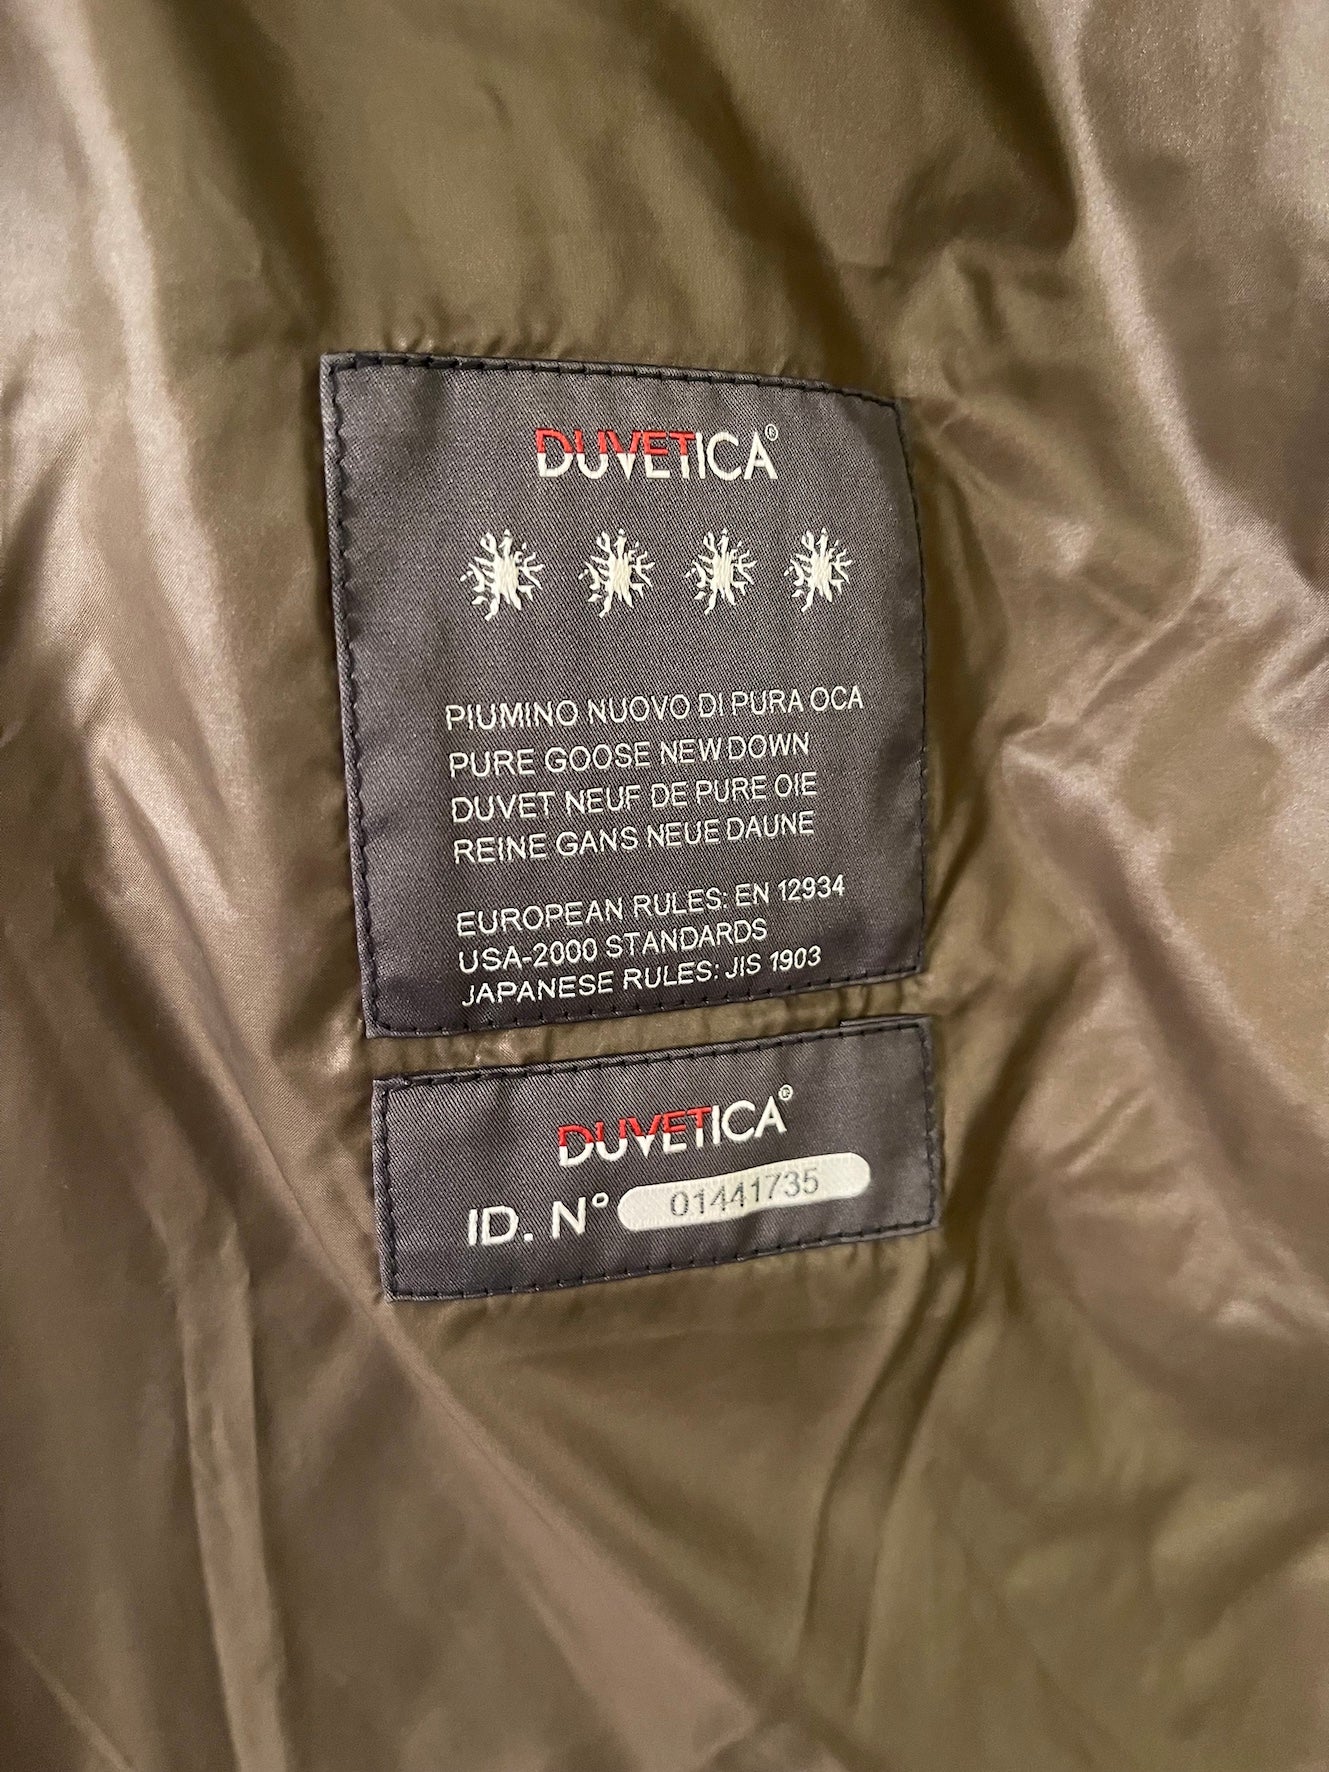 DUVETICA®
PIUMINO NUOVO DI PURA OCA
PURE GOOSE NEW DOWN
DUVET NEUF DE PURE OIE
REINE GANS NEUE DAUNE
EUROPEAN RULES: EN 12934
USA-2000 STANDARDS
JAPANESE RULES: JIS 1903
DUVETICA®
ID. N° 01441735